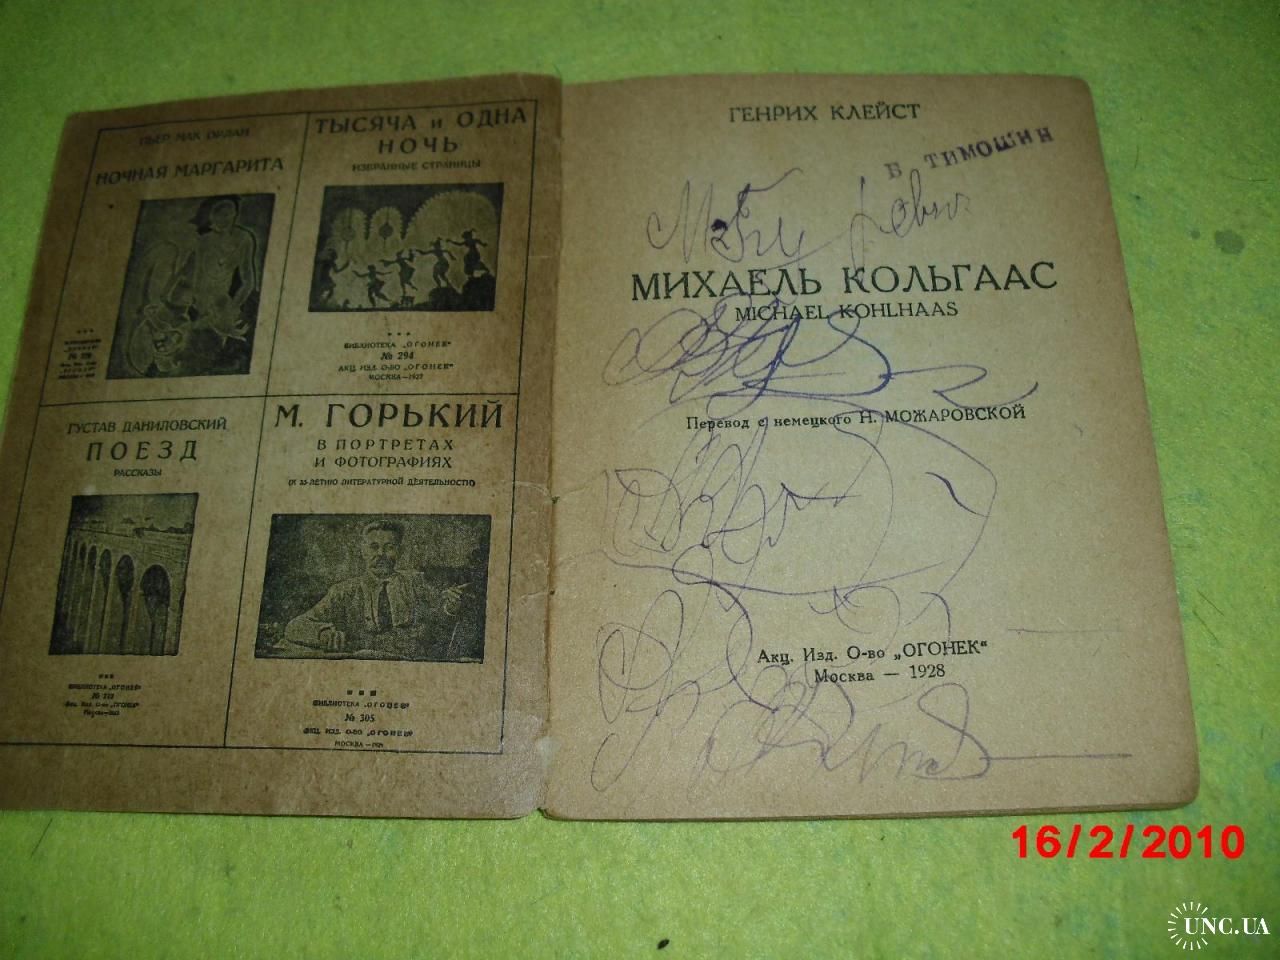 ПЬЕР МАК ОРЛАН
НОЧНАЯ МАРГАРИТА
ТЫСЯЧА и ОДНА
НОЧЬ
ИЗБРАННЫЕ СТРАНИЦЫ
БИБЛИОТЕКА „ОГОНЕК"
№ 294
АКЦ. ИЗД. О-ВО „ОГОНЕК"
МОСКВА—1927
ГУСТАВ ДАНИЛОВСКИЙ
ПОЕЗД
РАССКАЗЫ
БИБЛИОТЕКА „ОГОНЕК"
М. ГОРЬКИЙ
В ПОРТРЕТАХ
И ФОТОГРАФИЯХ
(К 35-ЛЕТИЮ ЛИТЕРАТУРНОЙ ДЕЯТЕЛЬНОСТИ)
БИБЛИОТЕКА „ОГОНЕК"
№ 305
АКЦ. ИЗД. О-ВО „ОГОНЕК"
ГЕНРИХ КЛЕЙСТ
Б. ТИМОШИН
МИХАЕЛЬ КОЛЬГААС
MICHAEL KOHLHAAS
Перевод с немецкого Н. МОЖАРОВСКОЙ
Акц. Изд. О-во „ОГОНЕК"
Москва — 1928
16/2/2010
UNC.UA